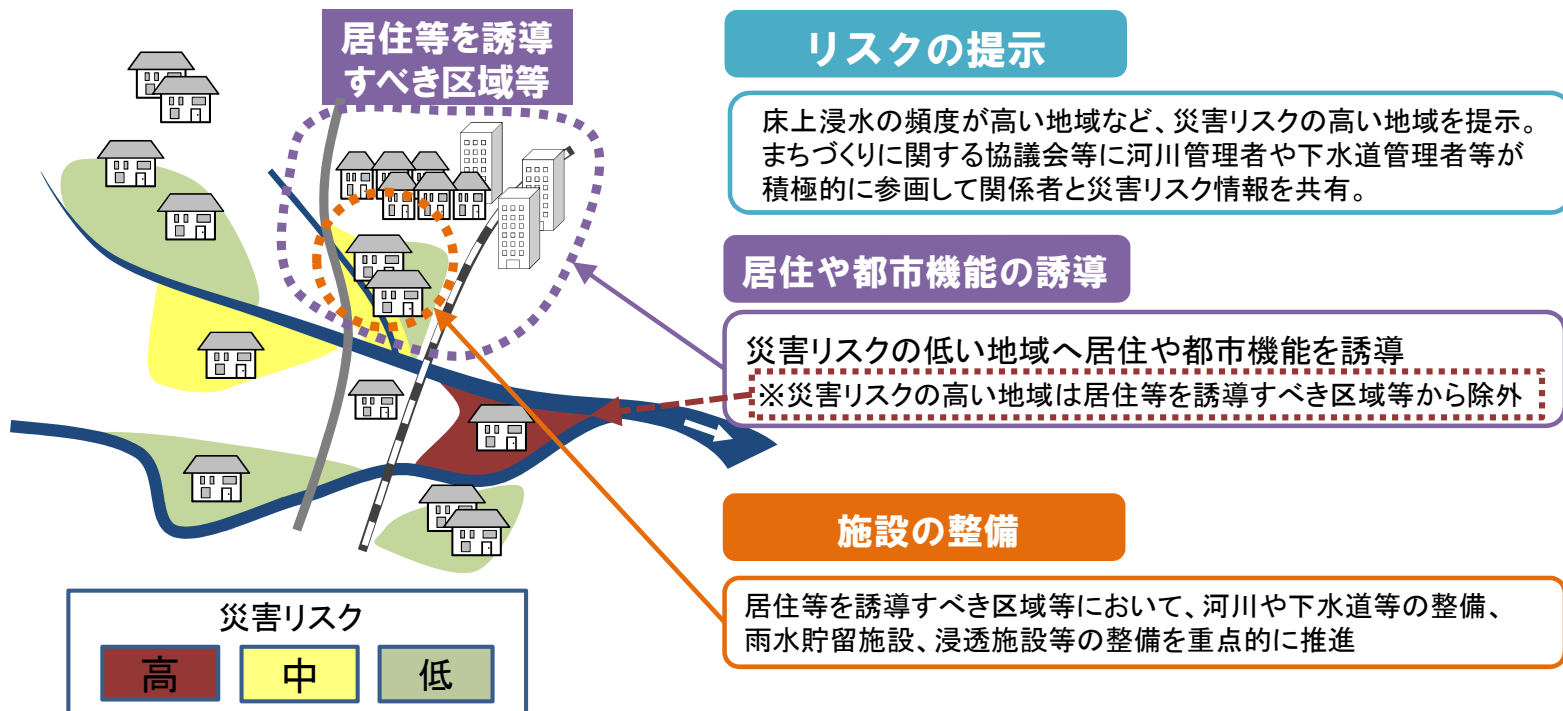 居住等を誘導
すべき区域等
リスクの提示
床上浸水の頻度が高い地域など、災害リスクの高い地域を提示。
まちづくりに関する協議会等に河川管理者や下水道管理者等が
積極的に参画して関係者と災害リスク情報を共有。
居住や都市機能の誘導
災害リスクの低い地域へ居住や都市機能を誘導
※災害リスクの高い地域は居住等を誘導すべき区域等から除外
施設の整備
居住等を誘導すべき区域等において、河川や下水道等の整備、
雨水貯留施設、浸透施設等の整備を重点的に推進
災害リスク
高 中 低